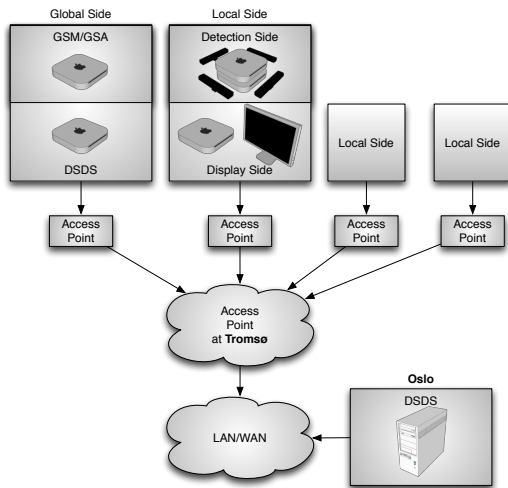 Global Side
Local Side
GSM/GSA
Detection Side
DSDS
Display Side
Local Side
Local Side
Access
Point
Access
Point
Access
Point
Access
Point
Access
Point
at Tromsø
LAN/WAN
Oslo
DSDS